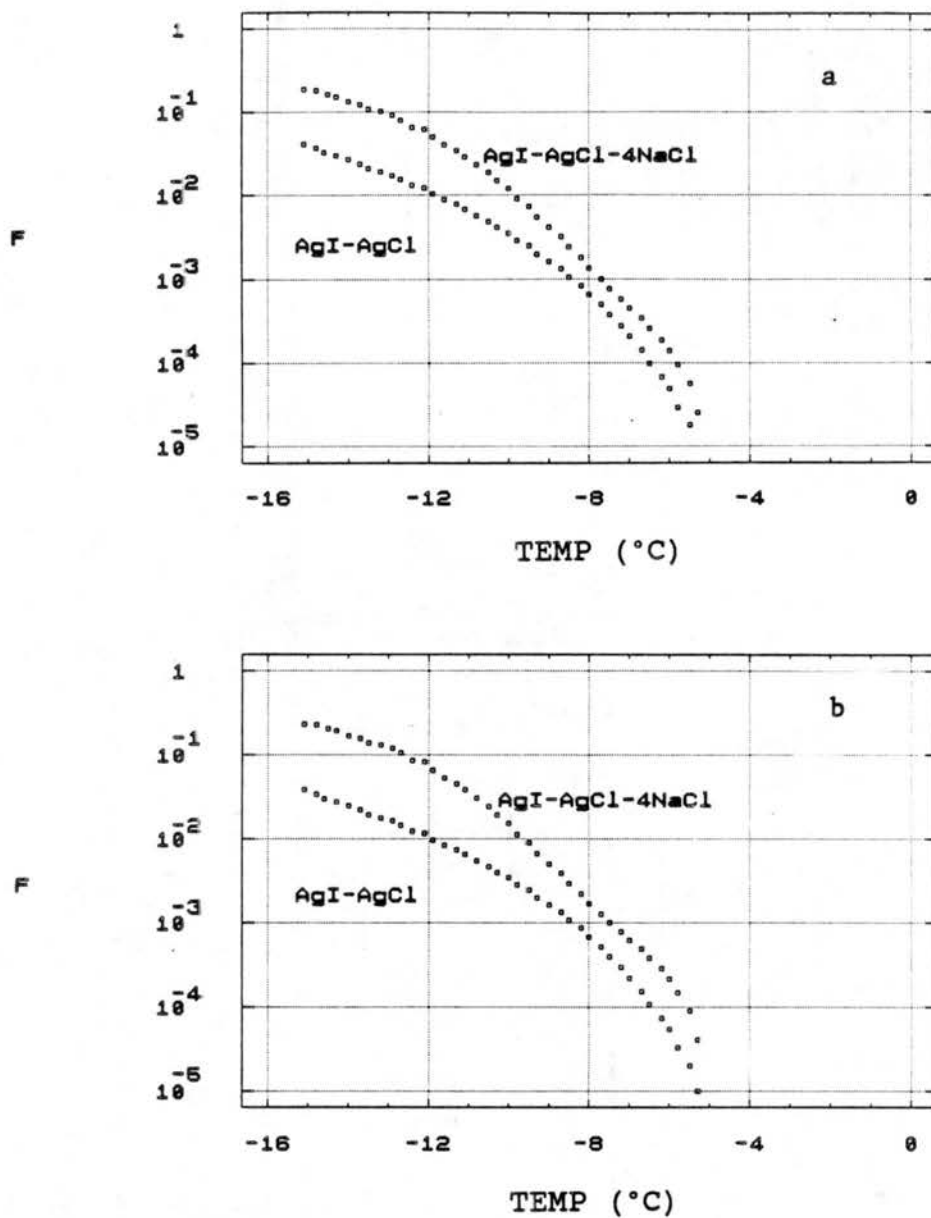 1
a
10^-1
AgI-AgCl-4NaCl
10^-2
F
AgI-AgCl
10^-3
10^-4
10^-5
-16 -12 -8 -4 0
TEMP (°C)
1
b
10^-1
AgI-AgCl-4NaCl
10^-2
F
AgI-AgCl
10^-3
10^-4
10^-5
-16 -12 -8 -4 0
TEMP (°C)